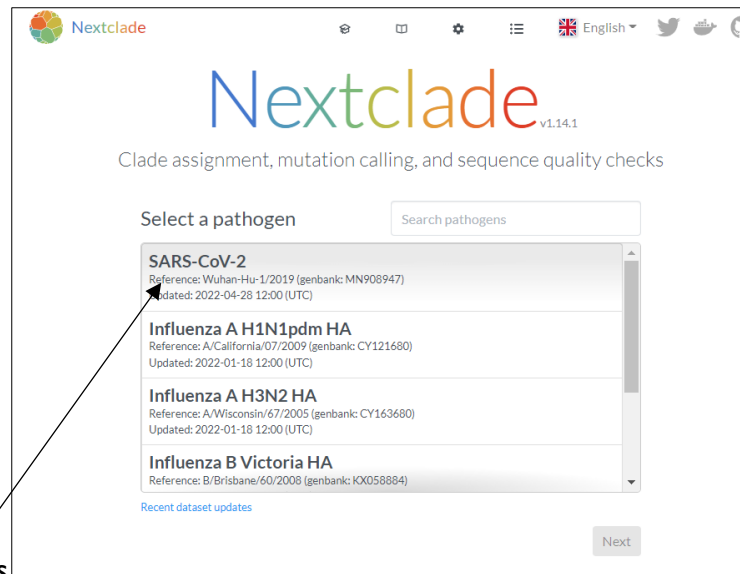 Nextclade
English
Nextclade v1.14.1
Clade assignment, mutation calling, and sequence quality checks
Select a pathogen
Search pathogens
SARS-CoV-2
Reference: Wuhan-Hu-1/2019 (genbank: MN908947)
Updated: 2022-04-28 12:00 (UTC)
Influenza A H1N1pdm HA
Reference: A/California/07/2009 (genbank: CY121680)
Updated: 2022-01-18 12:00 (UTC)
Influenza A H3N2 HA
Reference: A/Wisconsin/67/2005 (genbank: CY163680)
Updated: 2022-01-18 12:00 (UTC)
Influenza B Victoria HA
Reference: B/Brisbane/60/2008 (genbank: KX058884)
Recent dataset updates
Next
s